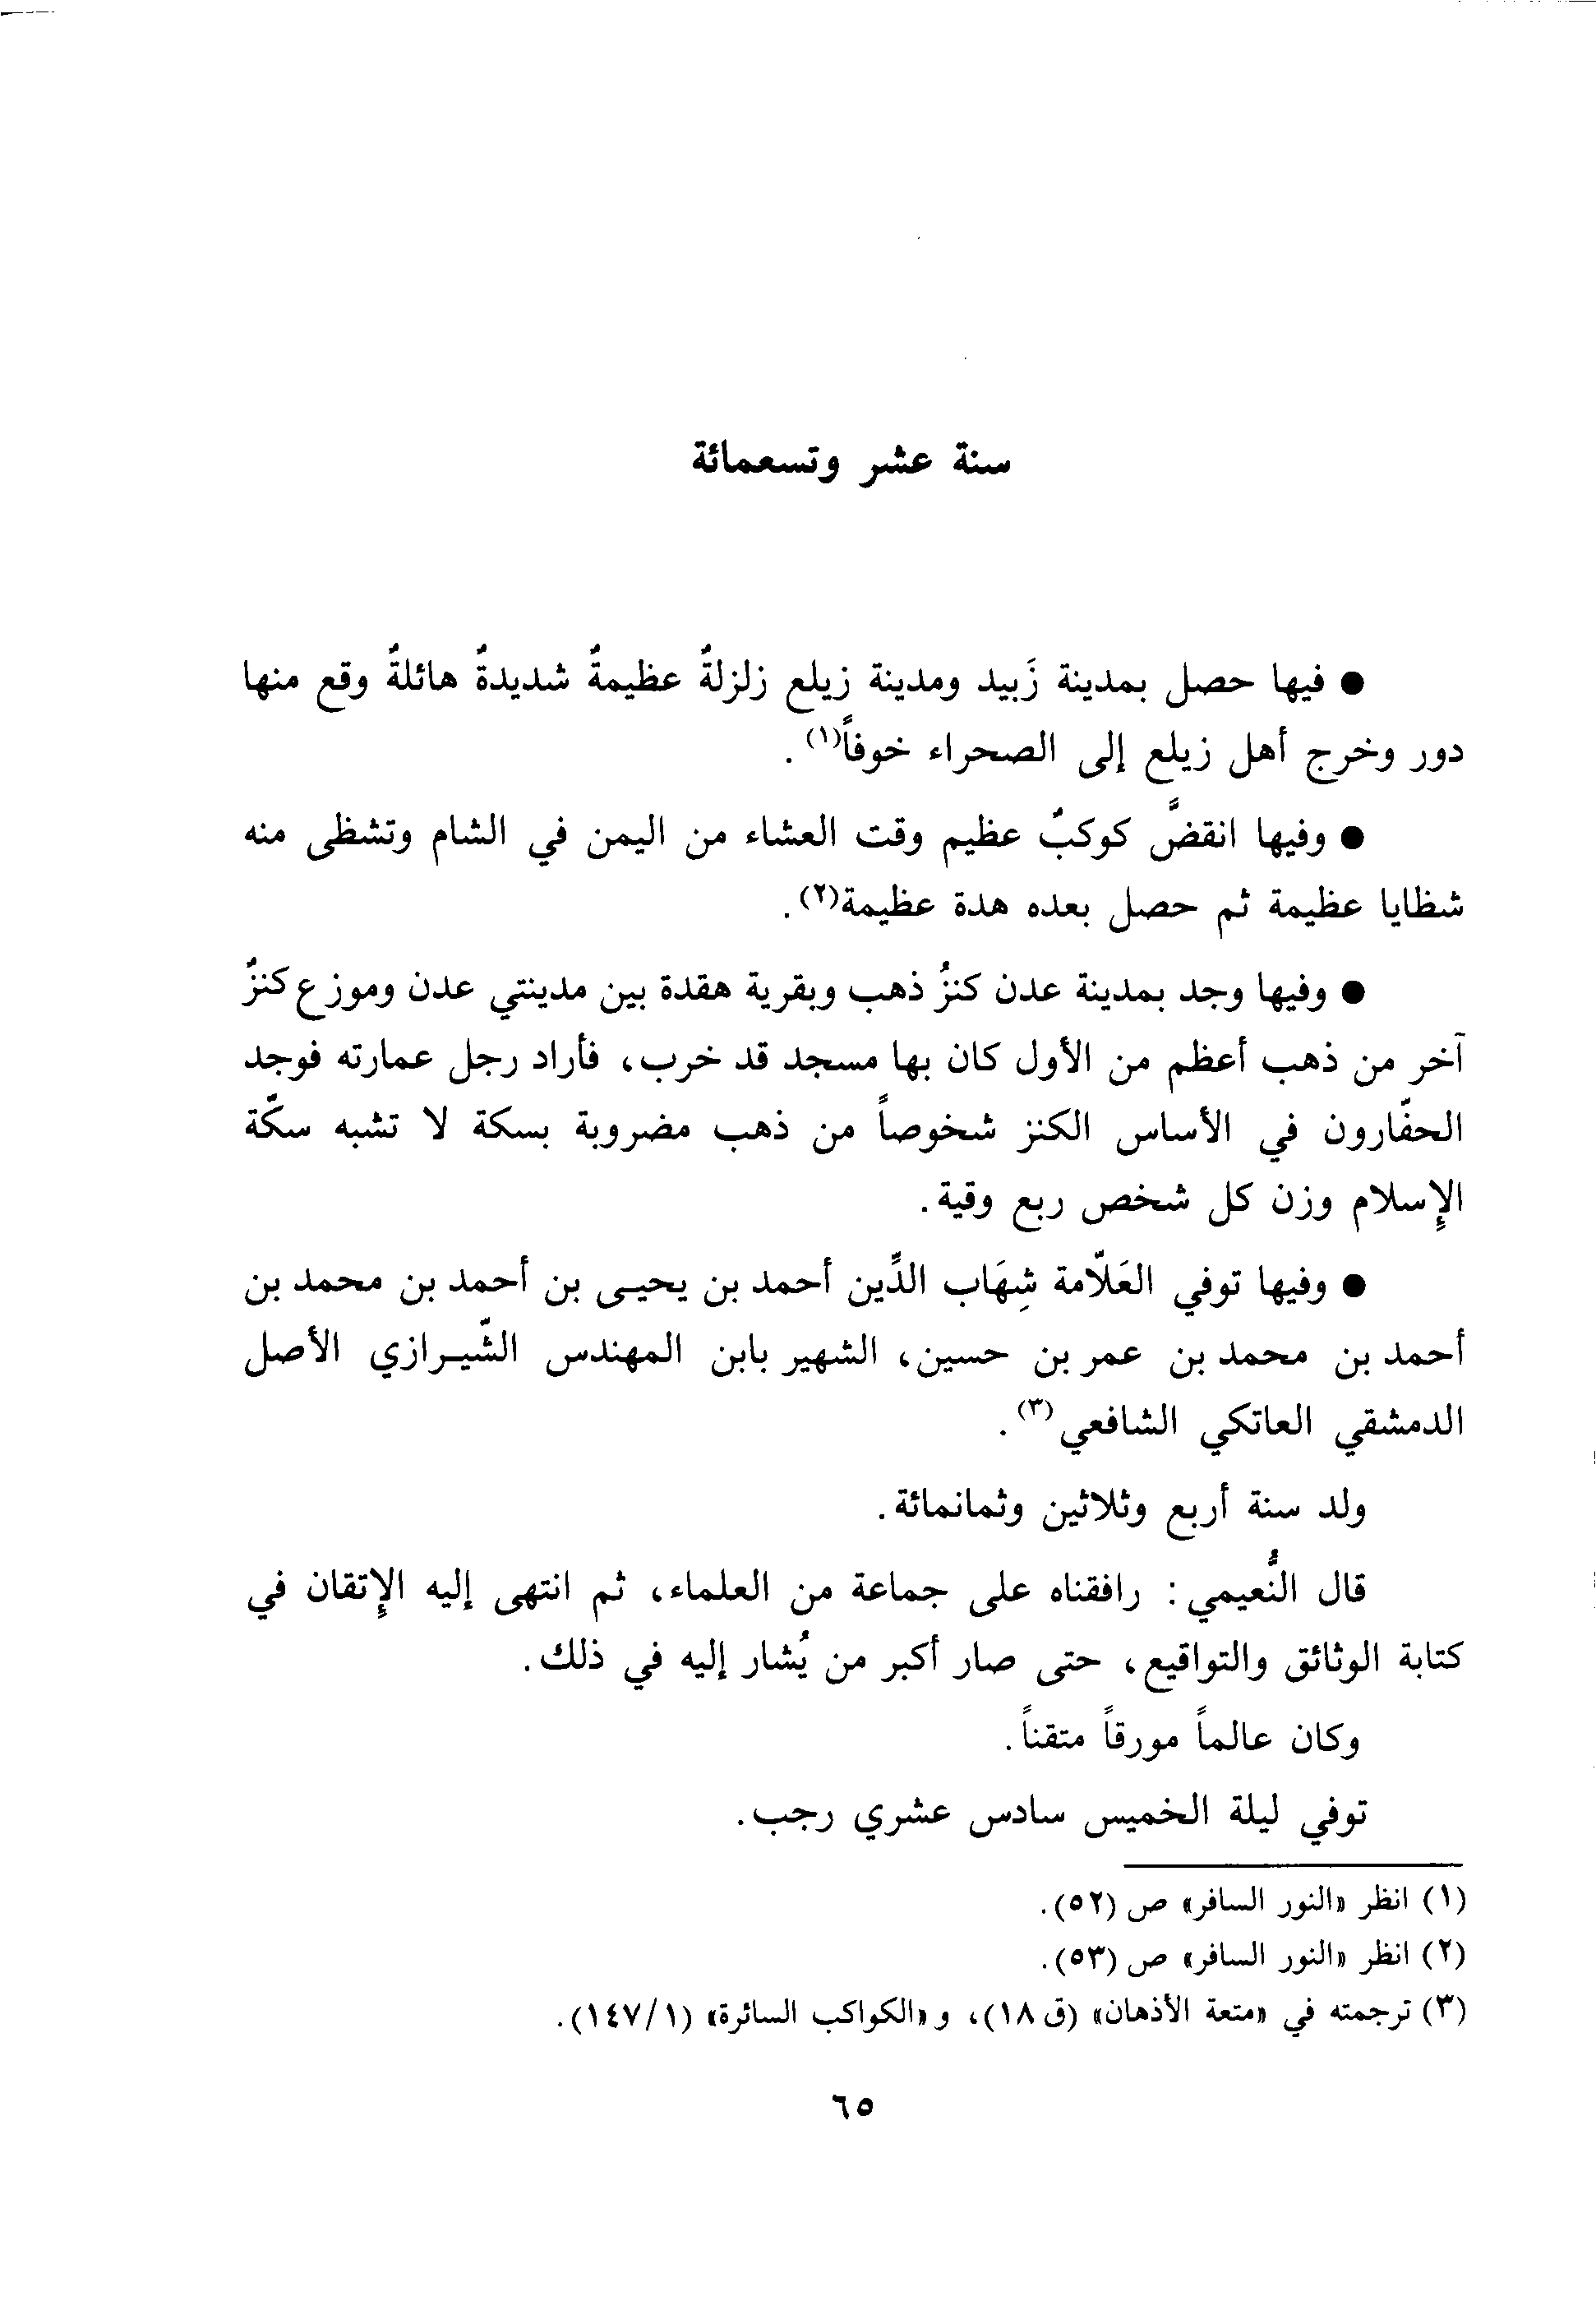 سنة عشر وتسعمائة
● فيها حصل بمدينة زَبيد ومدينة زيلع زلزلةٌ عظيمةٌ شديدةٌ هائلةٌ وقع منها
دور وخرج أهل زيلع إلى الصحراء خوفاً(١).
● وفيها انقضَّ كوكبٌ عظيم وقت العشاء من اليمن في الشام وتشظى منه
شظايا عظيمة ثم حصل بعده هدة عظيمة(٢).
● وفيها وجد بمدينة عدن كنزُ ذهب وبقرية هقدة بين مدينتي عدن وموزع كنزٌ
آخر من ذهب أعظم من الأول كان بها مسجد قد خرب، فأراد رجل عمارته فوجد
الحفّارون في الأساس الكنز شخوصاً من ذهب مضروبة بسكة لا تشبه سكّة
الإسلام وزن كل شخص ربع وقية.
● وفيها توفي العَلّامة شِهَاب الدِّين أحمد بن يحيى بن أحمد بن محمد بن
أحمد بن محمد بن عمر بن حسين، الشهير بابن المهندس الشّيرازي الأصل
الدمشقي العاتكي الشافعي(٣).
ولد سنة أربع وثلاثين وثمانمائة.
قال النُّعيمي: رافقناه على جماعة من العلماء، ثم انتهى إليه الإتقان في
كتابة الوثائق والتواقيع، حتى صار أكبر من يُشار إليه في ذلك.
وكان عالماً مورقاً متقناً.
توفي ليلة الخميس سادس عشري رجب.
(١) انظر «النور السافر» ص (٥٢).
(٢) انظر «النور السافر» ص (٥٣).
(٣) ترجمته في «متعة الأذهان» (ق ١٨)، و «الكواكب السائرة» (١/١٤٧).
٦٥